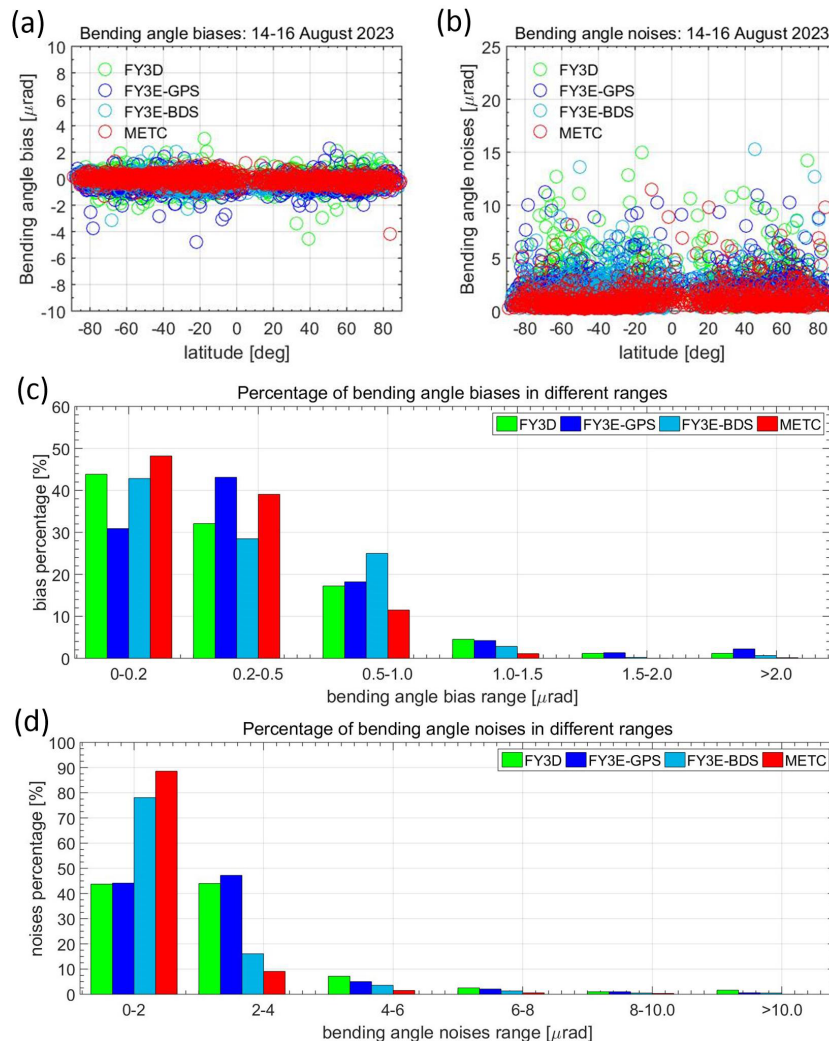 (a)
Bending angle biases: 14-16 August 2023
10
8
6
4
2
0
-2
-4
-6
-8
-10
Bending angle bias [μrad]
FY3D
FY3E-GPS
FY3E-BDS
METC
-80 -60 -40 -20 0 20 40 60 80
latitude [deg]
(b)
Bending angle noises: 14-16 August 2023
25
20
15
10
5
0
Bending angle noises [μrad]
FY3D
FY3E-GPS
FY3E-BDS
METC
-80 -60 -40 -20 0 20 40 60 80
latitude [deg]
(c)
Percentage of bending angle biases in different ranges
60
50
40
30
20
10
0
bias percentage [%]
FY3D FY3E-GPS FY3E-BDS METC
0-0.2 0.2-0.5 0.5-1.0 1.0-1.5 1.5-2.0 >2.0
bending angle bias range [μrad]
(d)
Percentage of bending angle noises in different ranges
100
90
80
70
60
50
40
30
20
10
0
noises percentage [%]
FY3D FY3E-GPS FY3E-BDS METC
0-2 2-4 4-6 6-8 8-10.0 >10.0
bending angle noises range [μrad]